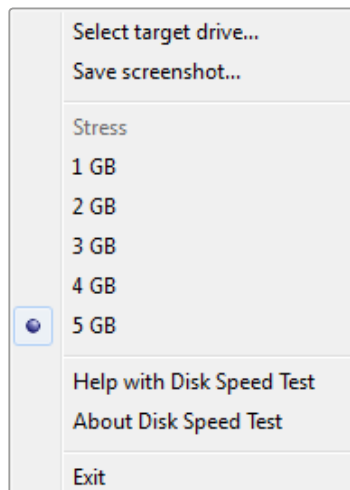 Select target drive...
Save screenshot...
Stress
1 GB
2 GB
3 GB
4 GB
5 GB
Help with Disk Speed Test
About Disk Speed Test
Exit